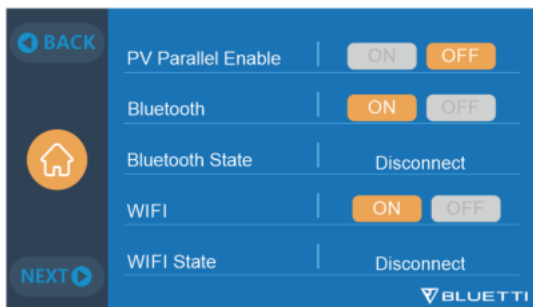 BACK
PV Parallel Enable ON OFF
Bluetooth ON OFF
Bluetooth State Disconnect
WIFI ON OFF
WIFI State Disconnect
NEXT
BLUETTI